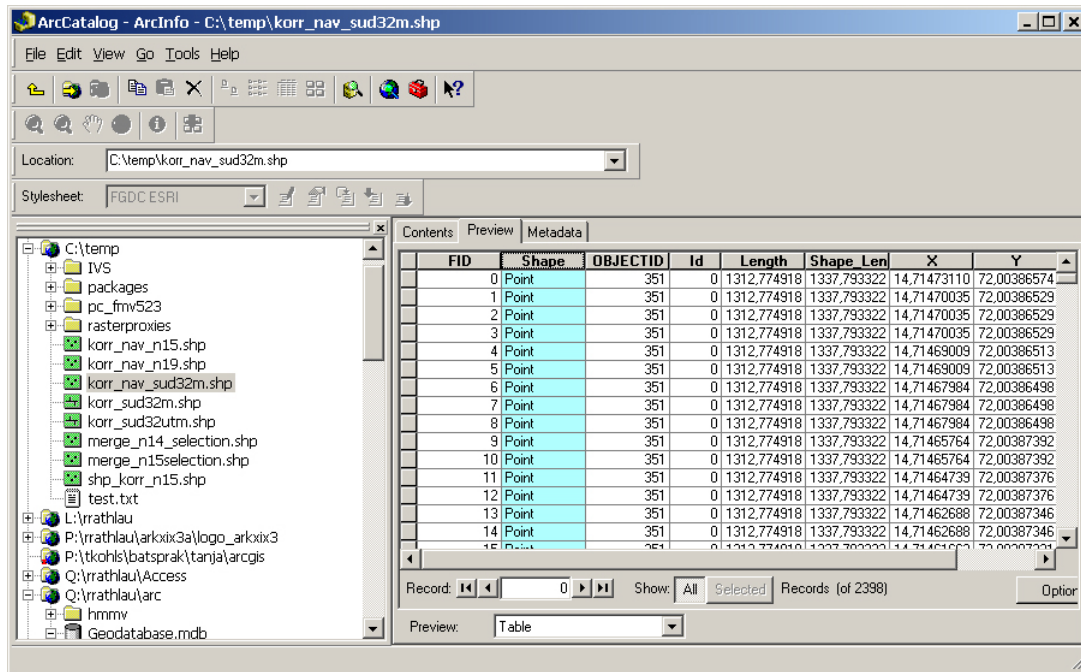 ArcCatalog - ArcInfo - C:\temp\korr_nav_sud32m.shp
File Edit View Go Tools Help
Location: C:\temp\korr_nav_sud32m.shp
Stylesheet: FGDC ESRI
C:\temp
IVS
packages
pc_fmv523
rasterproxies
korr_nav_n15.shp
korr_nav_n19.shp
korr_nav_sud32m.shp
korr_sud32m.shp
korr_sud32utm.shp
merge_n14_selection.shp
merge_n15selection.shp
shp_korr_n15.shp
test.txt
L:\rrathlau
P:\rrathlau\arkxix3a\logo_arkxix3
P:\tkohls\batsprak\tanja\arcgis
Q:\rrathlau\Access
Q:\rrathlau\arc
hmmv
Geodatabase.mdb
Contents Preview Metadata
FID Shape OBJECTID Id Length Shape_Len X Y
0 Point 351 0 1312,774918 1337,793322 14,71473110 72,00386574
1 Point 351 0 1312,774918 1337,793322 14,71470035 72,00386529
2 Point 351 0 1312,774918 1337,793322 14,71470035 72,00386529
3 Point 351 0 1312,774918 1337,793322 14,71470035 72,00386529
4 Point 351 0 1312,774918 1337,793322 14,71469009 72,00386513
5 Point 351 0 1312,774918 1337,793322 14,71469009 72,00386513
6 Point 351 0 1312,774918 1337,793322 14,71467984 72,00386498
7 Point 351 0 1312,774918 1337,793322 14,71467984 72,00386498
8 Point 351 0 1312,774918 1337,793322 14,71467984 72,00386498
9 Point 351 0 1312,774918 1337,793322 14,71465764 72,00387392
10 Point 351 0 1312,774918 1337,793322 14,71465764 72,00387392
11 Point 351 0 1312,774918 1337,793322 14,71464739 72,00387376
12 Point 351 0 1312,774918 1337,793322 14,71464739 72,00387376
13 Point 351 0 1312,774918 1337,793322 14,71462688 72,00387346
14 Point 351 0 1312,774918 1337,793322 14,71462688 72,00387346
Record: 0 Show: All Selected Records (of 2398) Option
Preview: Table